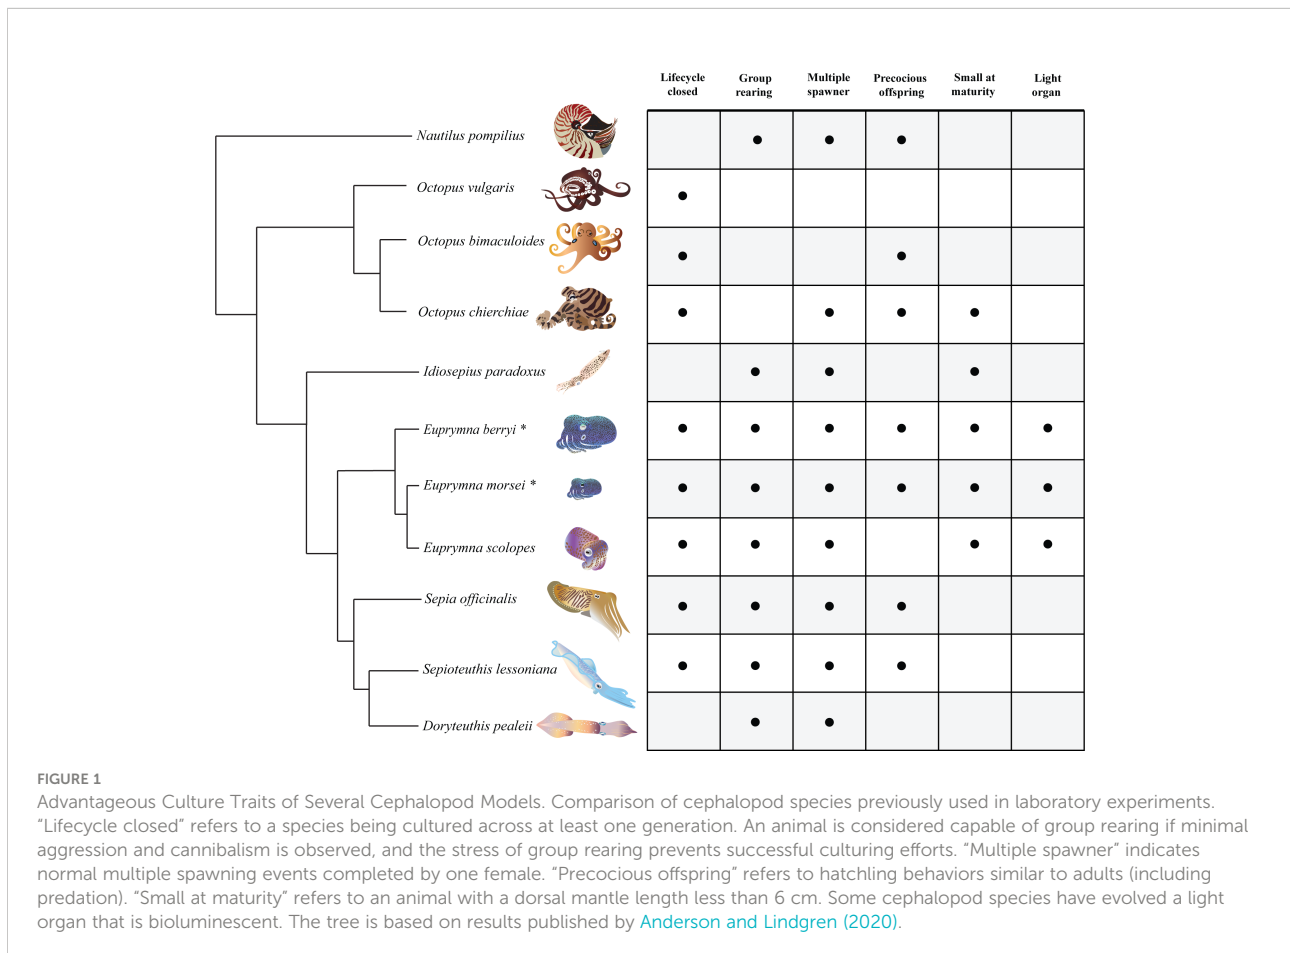 Lifecycle closed
Group rearing
Multiple spawner
Precocious offspring
Small at maturity
Light organ
Nautilus pompilius
Octopus vulgaris
Octopus bimaculoides
Octopus chierchiae
Idiosepius paradoxus
Euprymna berryi *
Euprymna morsei *
Euprymna scolopes
Sepia officinalis
Sepioteuthis lessoniana
Doryteuthis pealeii
FIGURE 1
Advantageous Culture Traits of Several Cephalopod Models. Comparison of cephalopod species previously used in laboratory experiments.
“Lifecycle closed” refers to a species being cultured across at least one generation. An animal is considered capable of group rearing if minimal
aggression and cannibalism is observed, and the stress of group rearing prevents successful culturing efforts. “Multiple spawner” indicates
normal multiple spawning events completed by one female. “Precocious offspring” refers to hatchling behaviors similar to adults (including
predation). “Small at maturity” refers to an animal with a dorsal mantle length less than 6 cm. Some cephalopod species have evolved a light
organ that is bioluminescent. The tree is based on results published by Anderson and Lindgren (2020).